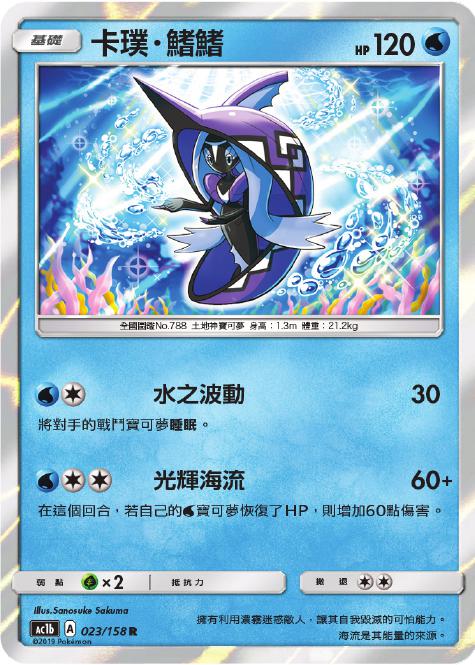 基礎 卡璞・鰭鰭 HP 120
全國圖鑑No.788 土地神寶可夢 身高：1.3m 體重：21.2kg
水之波動 30
將對手的戰鬥寶可夢睡眠。
光輝海流 60+
在這個回合，若自己的寶可夢恢復了HP，則增加60點傷害。
弱點 ×2 抵抗力 撤退
Illus.Sanosuke Sakuma
AC1b A 023/158 R
©2019 Pokémon
擁有利用濃霧迷惑敵人，讓其自我毀滅的可怕能力。
海流是其能量的來源。